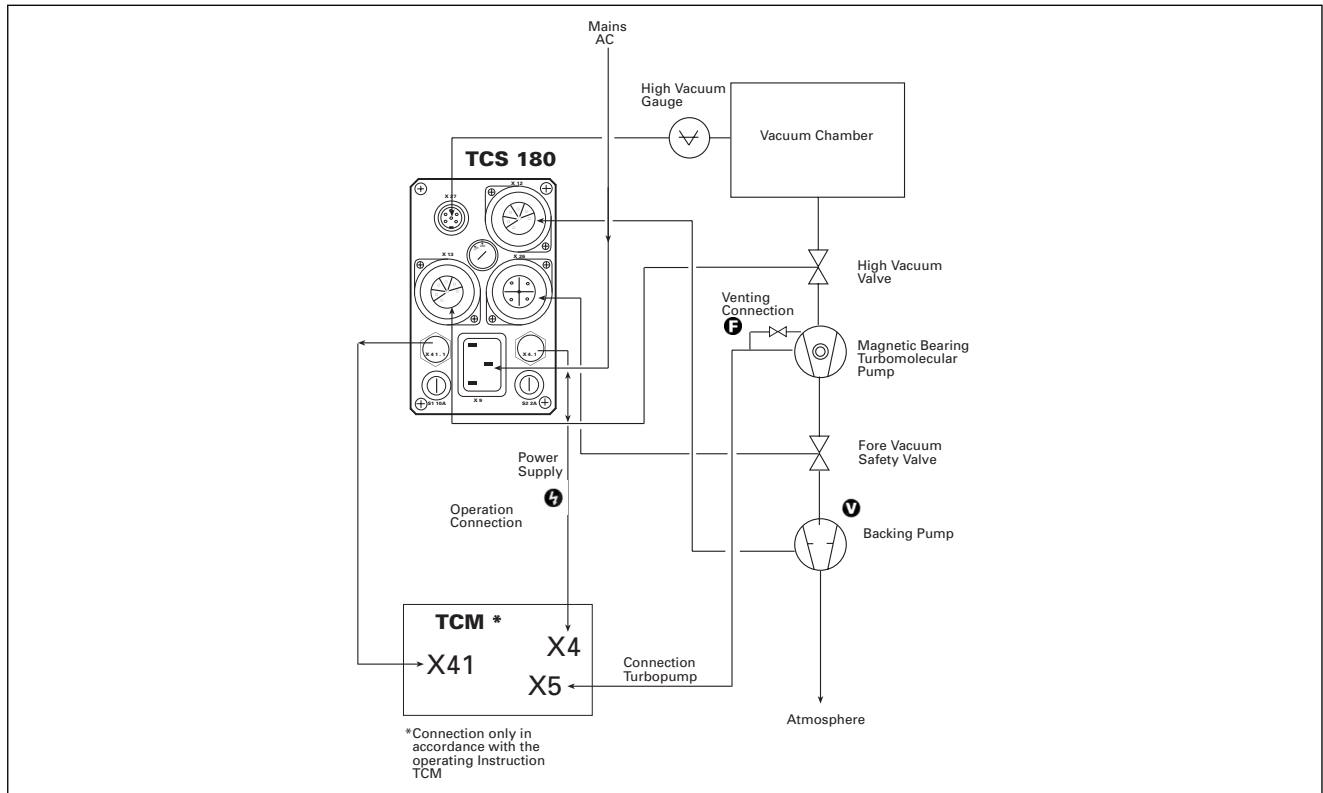 Mains
AC
High Vacuum
Gauge
Vacuum Chamber
TCS 180
X 27
X 12
High Vacuum
Valve
X 13
X 26
Venting
Connection
F
Magnetic Bearing
Turbomolecular
Pump
X 41 . 1
X 4.1
S1 10A
X 9
S2 2A
Fore Vacuum
Safety Valve
Power
Supply
Operation
Connection
V
Backing Pump
TCM *
X4
X41
X5
Connection
Turbopump
Atmosphere
*Connection only in
accordance with the
operating Instruction
TCM